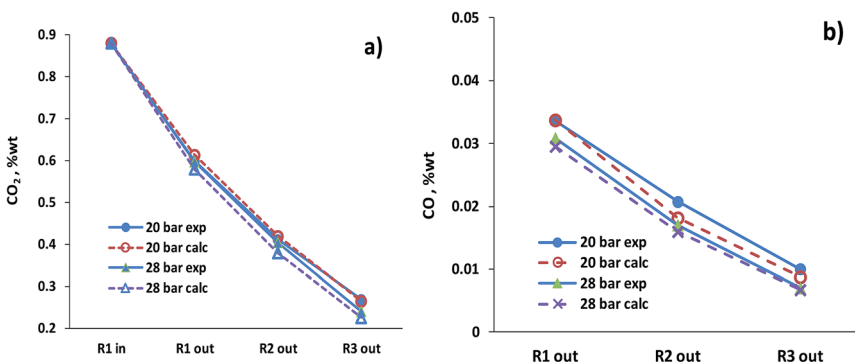 a)
0.9
0.8
0.7
0.6
0.5
0.4
0.3
0.2
CO₂, %wt
20 bar exp
20 bar calc
28 bar exp
28 bar calc
R1 in R1 out R2 out R3 out
b)
0.05
0.04
0.03
0.02
0.01
0
CO, %wt
20 bar exp
20 bar calc
28 bar exp
28 bar calc
R1 out R2 out R3 out